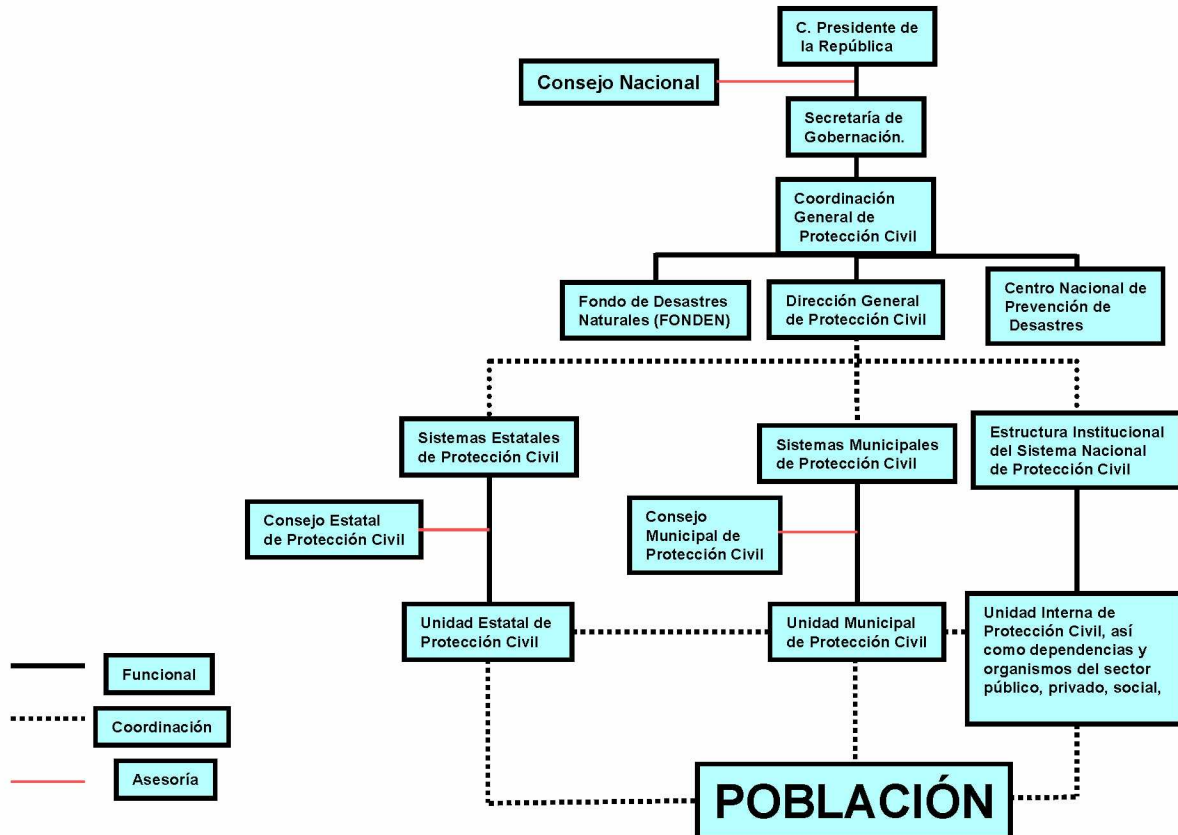 C. Presidente de
la República
Consejo Nacional
Secretaría de
Gobernación.
Coordinación
General de
Protección Civil
Fondo de Desastres
Naturales (FONDEN)
Dirección General
de Protección Civil
Centro Nacional de
Prevención de
Desastres
Sistemas Estatales
de Protección Civil
Sistemas Municipales
de Protección Civil
Estructura Institucional
del Sistema Nacional
de Protección Civil
Consejo Estatal
de Protección Civil
Consejo
Municipal de
Protección Civil
Unidad Estatal de
Protección Civil
Unidad Municipal
de Protección Civil
Unidad Interna de
Protección Civil, así
como dependencias y
organismos del sector
público, privado, social,
Funcional
Coordinación
Asesoría
POBLACIÓN